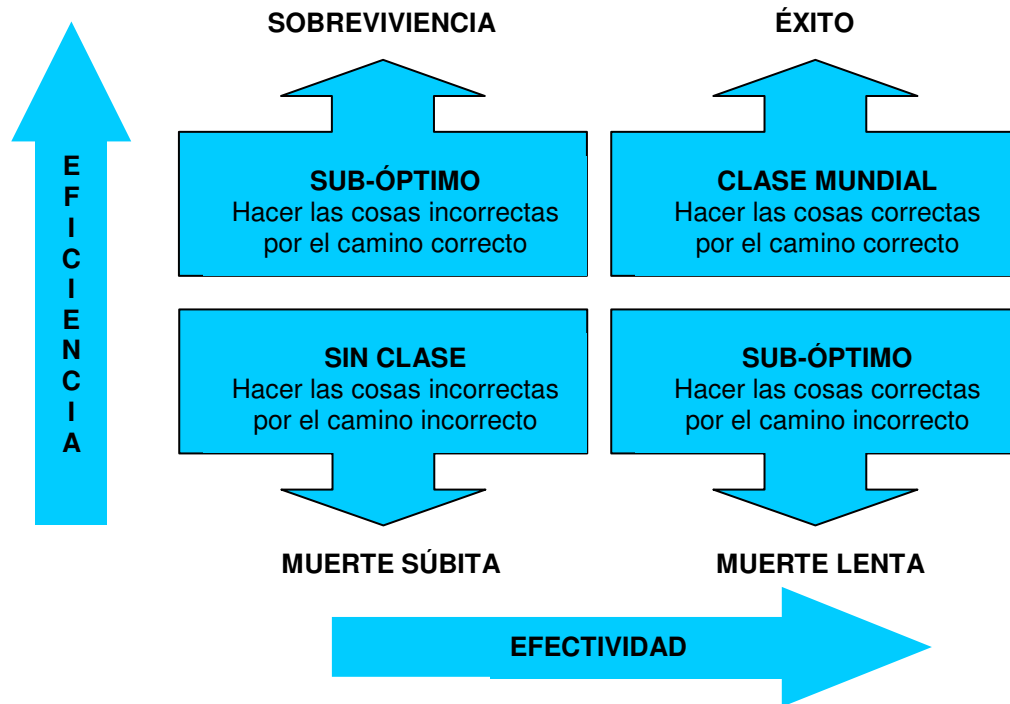 SOBREVIVIENCIA
ÉXITO
EFICIENCIA
SUB-ÓPTIMO
Hacer las cosas incorrectas
por el camino correcto
CLASE MUNDIAL
Hacer las cosas correctas
por el camino correcto
SIN CLASE
Hacer las cosas incorrectas
por el camino incorrecto
SUB-ÓPTIMO
Hacer las cosas correctas
por el camino incorrecto
MUERTE SÚBITA
MUERTE LENTA
EFECTIVIDAD